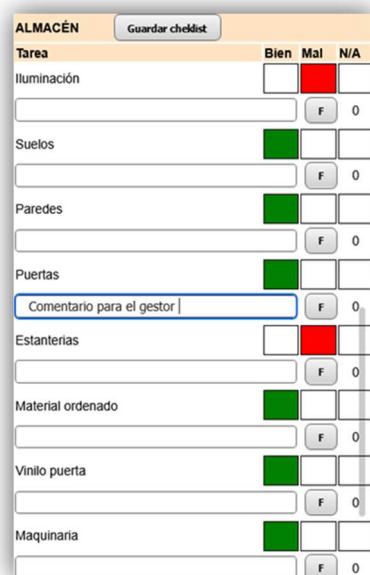 ALMACÉN Guardar cheklist
Tarea Bien Mal N/A
Iluminación
F 0
Suelos
F 0
Paredes
F 0
Puertas
Comentario para el gestor F 0
Estanterias
F 0
Material ordenado
F 0
Vinilo puerta
F 0
Maquinaria
F 0